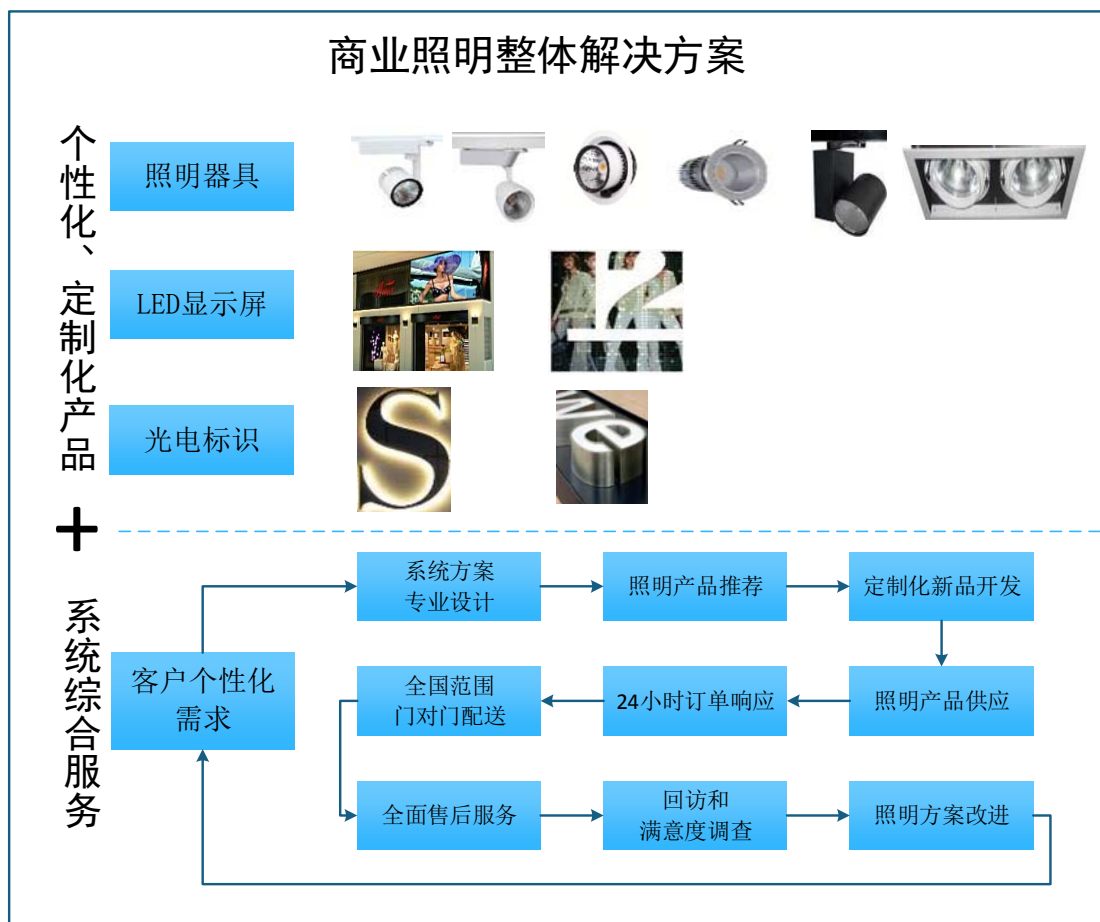 商业照明整体解决方案
个性化、定制化产品
照明器具
LED显示屏
光电标识
S
we
+
系统综合服务
客户个性化
需求
系统方案
专业设计
照明产品推荐
定制化新品开发
全国范围
门对门配送
24小时订单响应
照明产品供应
全面售后服务
回访和
满意度调查
照明方案改进